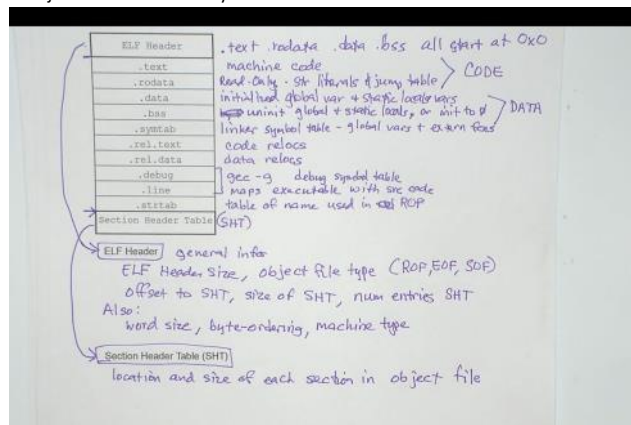 ELF Header .text .rodata .data .bss all start at 0x0
.text machine code
.rodata Read-Only - str literals & jump table > CODE
.data initialized global var + static locals vars
.bss uninit global + static locals, or init to 0 > DATA
.symtab linker symbol table - global vars + extern fcns
.rel.text code relocs
.rel.data data relocs
.debug gcc -g debug symbol table
.line maps executable with src code
.strtab table of name used in ROF
Section Header Table (SHT)
ELF Header general infor
ELF Header size, object file type (ROF, EOF, SOF)
Offset to SHT, size of SHT, num entries SHT
Also:
word size, byte-ordering, machine type
Section Header Table (SHT)
location and size of each section in object file